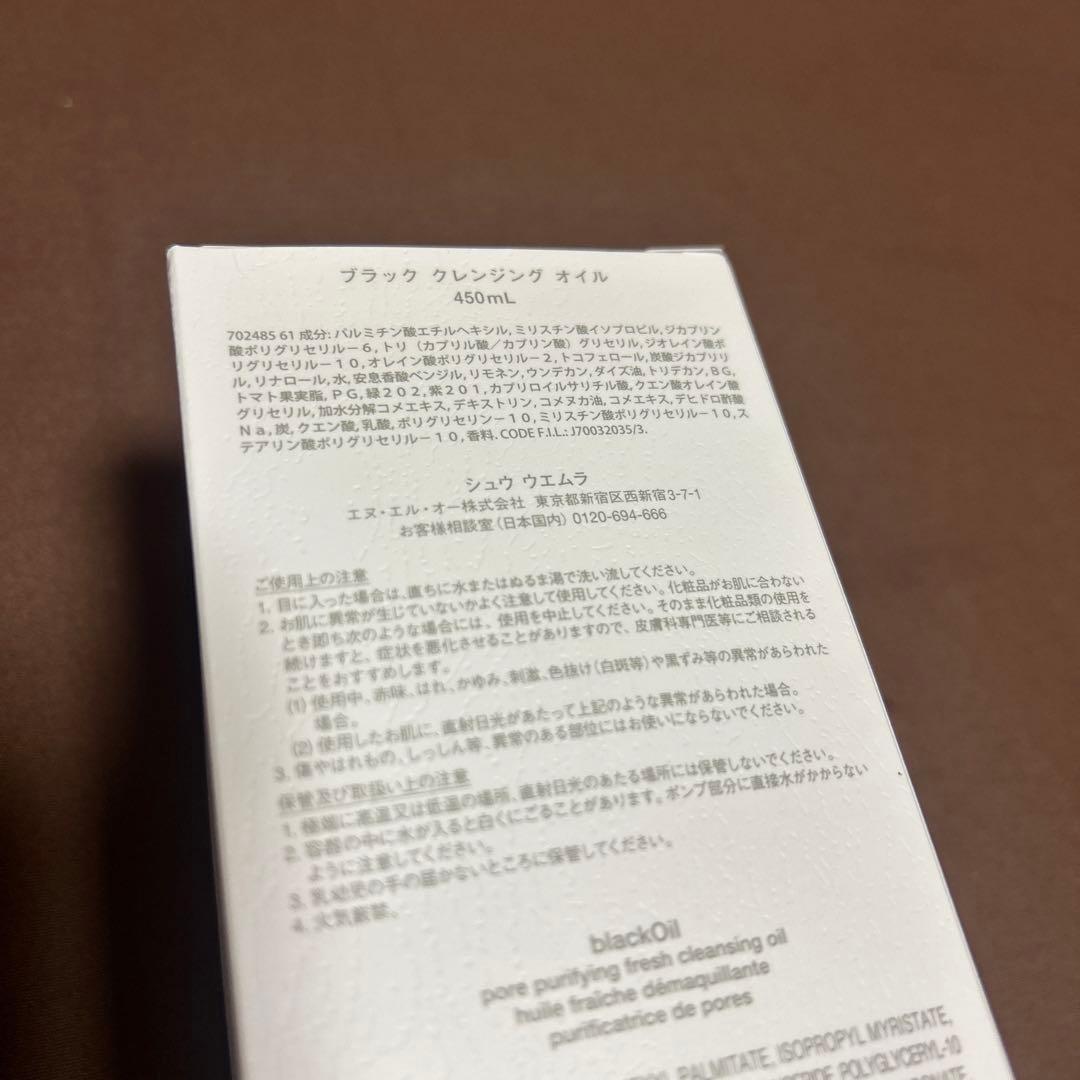 ブラック クレンジング オイル
450mL
702485 61 成分: パルミチン酸エチルヘキシル, ミリスチン酸イソプロピル, ジカプリン
酸ポリグリセリル－6, トリ（カプリル酸／カプリン酸）グリセリル, ジオレイン酸ポ
リグリセリル－10, オレイン酸ポリグリセリル－2, トコフェロール, 炭酸ジカプリリ
ル, リナロール, 水, 安息香酸ベンジル, リモネン, ウンデカン, ダイズ油, トリデカン, BG,
トマト果実脂, PG, 緑202, 紫201, カプリロイルサリチル酸, クエン酸オレイン酸
グリセリル, 加水分解コメエキス, デキストリン, コメヌカ油, コメエキス, デヒドロ酢酸
Na, 炭, クエン酸, 乳酸, ポリグリセリン－10, ミリスチン酸ポリグリセリル－10, ス
テアリン酸ポリグリセリル－10, 香料. CODE F.I.L.: J70032035/3.
シュウ ウエムラ
エヌ・エル・オー株式会社 東京都新宿区西新宿3-7-1
お客様相談室（日本国内）0120-694-666
ご使用上の注意
1. 目に入った場合は、直ちに水またはぬるま湯で洗い流してください。
2. お肌に異常が生じていないかよく注意して使用してください。化粧品がお肌に合わない
とき即ち次のような場合には、使用を中止してください。そのまま化粧品類の使用を
続けますと、症状を悪化させることがありますので、皮膚科専門医等にご相談される
ことをおすすめします。
(1) 使用中、赤味、はれ、かゆみ、刺激、色抜け（白斑等）や黒ずみ等の異常があらわれた
場合。
(2) 使用したお肌に、直射日光があたって上記のような異常があらわれた場合。
3. 傷やはれもの、しっしん等、異常のある部位にはお使いにならないでください。
保管及び取扱い上の注意
1. 極端に高温又は低温の場所、直射日光のあたる場所には保管しないでください。
2. 容器の中に水が入ると白くにごることがあります。ポンプ部分に直接水がかからない
ように注意してください。
3. 乳幼児の手の届かないところに保管してください。
4. 火気厳禁。
blackOil
pore purifying fresh cleansing oil
huile fraîche démaquillante
purificatrice de pores
PALMITATE, ISOPROPYL MYRISTATE,
POLYGLYCERYL-10